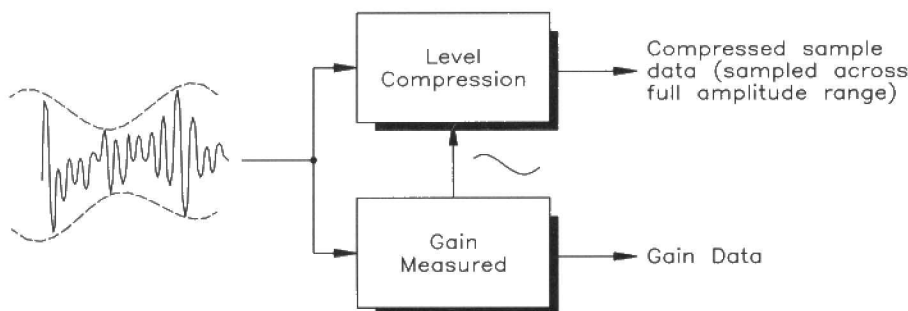 Level
Compression
Compressed sample
data (sampled across
full amplitude range)
Gain
Measured
Gain Data